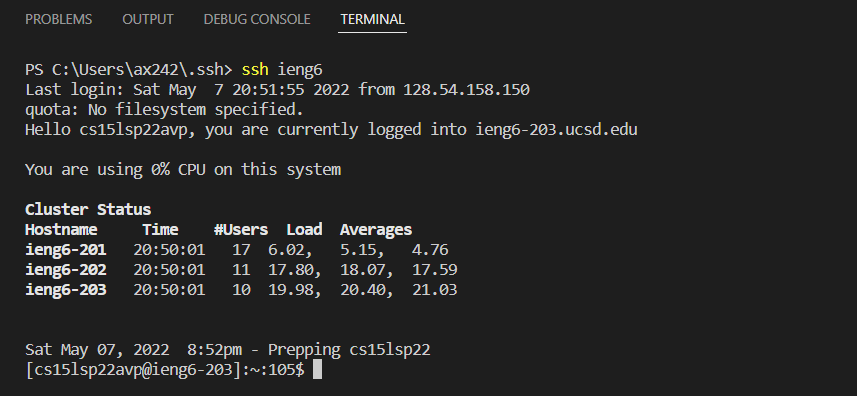 PROBLEMS OUTPUT DEBUG CONSOLE TERMINAL
PS C:\Users\ax242\.ssh> ssh ieng6
Last login: Sat May  7 20:51:55 2022 from 128.54.158.150
quota: No filesystem specified.
Hello cs15lsp22avp, you are currently logged into ieng6-203.ucsd.edu
You are using 0% CPU on this system
Cluster Status
Hostname     Time    #Users  Load  Averages
ieng6-201   20:50:01   17  6.02,   5.15,   4.76
ieng6-202   20:50:01   11  17.80,  18.07,  17.59
ieng6-203   20:50:01   10  19.98,  20.40,  21.03
Sat May 07, 2022  8:52pm - Prepping cs15lsp22
[cs15lsp22avp@ieng6-203]:~:105$